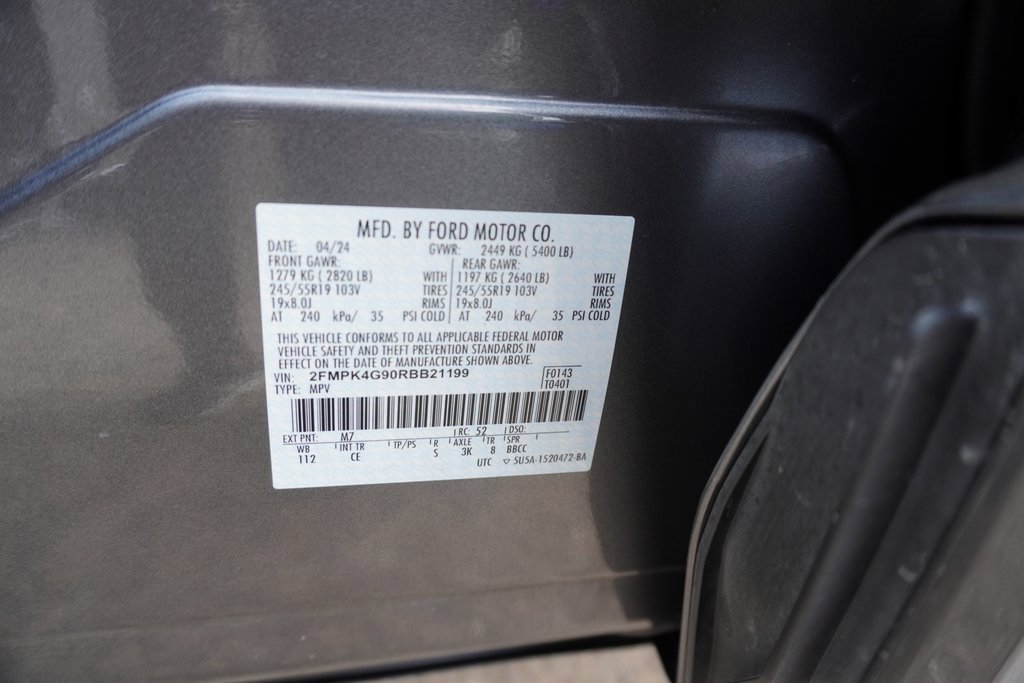 MFD. BY FORD MOTOR CO.
DATE: 04/24 GVWR: 2449 KG ( 5400 LB)
FRONT GAWR: REAR GAWR:
1279 KG ( 2820 LB) WITH 1197 KG ( 2640 LB) WITH
245/55R19 103V TIRES 245/55R19 103V TIRES
19x8.0J RIMS 19x8.0J RIMS
AT 240 kPa/ 35 PSI COLD AT 240 kPa/ 35 PSI COLD
THIS VEHICLE CONFORMS TO ALL APPLICABLE FEDERAL MOTOR
VEHICLE SAFETY AND THEFT PREVENTION STANDARDS IN
EFFECT ON THE DATE OF MANUFACTURE SHOWN ABOVE.
VIN: 2FMPK4G90RBB21199 F0143
TYPE: MPV T0401
EXT PNT: M7 RC: 52 DSO:
WB INT TR TP/PS R AXLE TR SPR
112 CE S 3K 8 BBCC
UTC ▽ 5U5A-1520472-BA